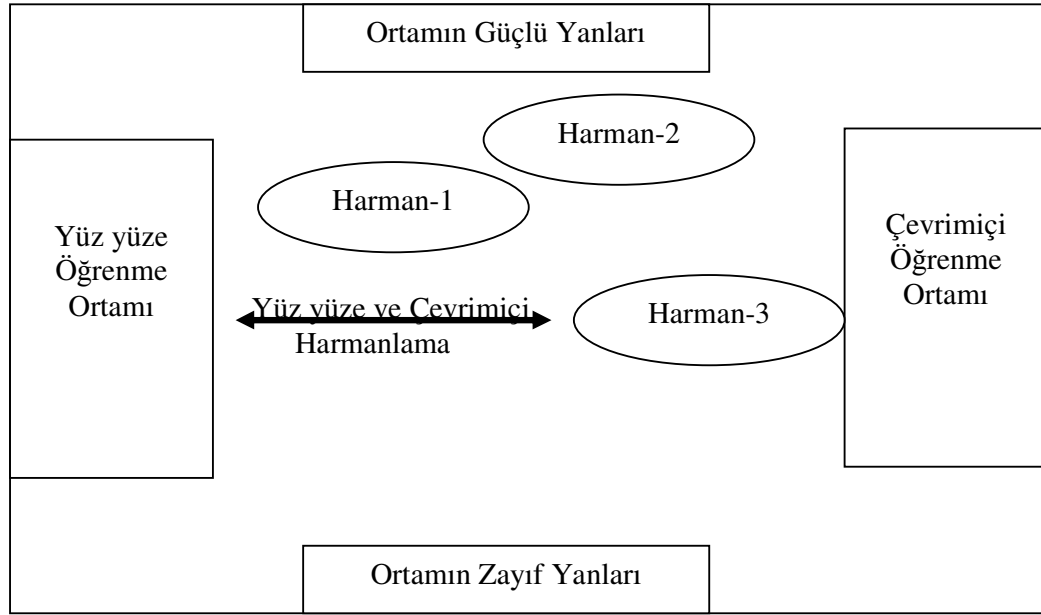 Ortamın Güçlü Yanları
Harman-2
Harman-1
Yüz yüze
Öğrenme
Ortamı
Çevrimiçi
Öğrenme
Ortamı
Yüz yüze ve Çevrimiçi
Harmanlama
Harman-3
Ortamın Zayıf Yanları